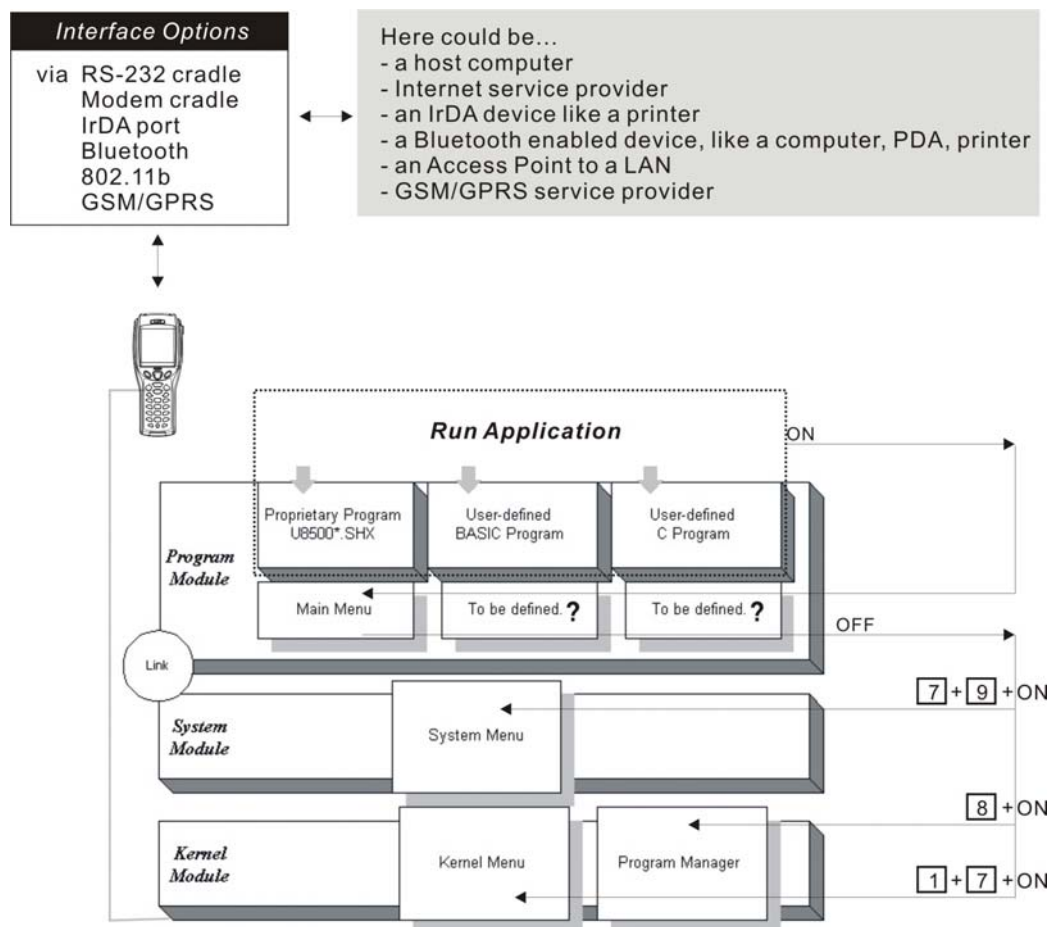 Interface Options
via RS-232 cradle
Modem cradle
IrDA port
Bluetooth
802.11b
GSM/GPRS
Here could be...
- a host computer
- Internet service provider
- an IrDA device like a printer
- a Bluetooth enabled device, like a computer, PDA, printer
- an Access Point to a LAN
- GSM/GPRS service provider
Run Application
ON
Program
Module
Proprietary Program
U8500*.SHX
User-defined
BASIC Program
User-defined
C Program
Main Menu
To be defined. ?
To be defined. ?
OFF
Link
7 + 9 + ON
System
Module
System Menu
8 + ON
Kernel
Module
Kernel Menu
Program Manager
1 + 7 + ON